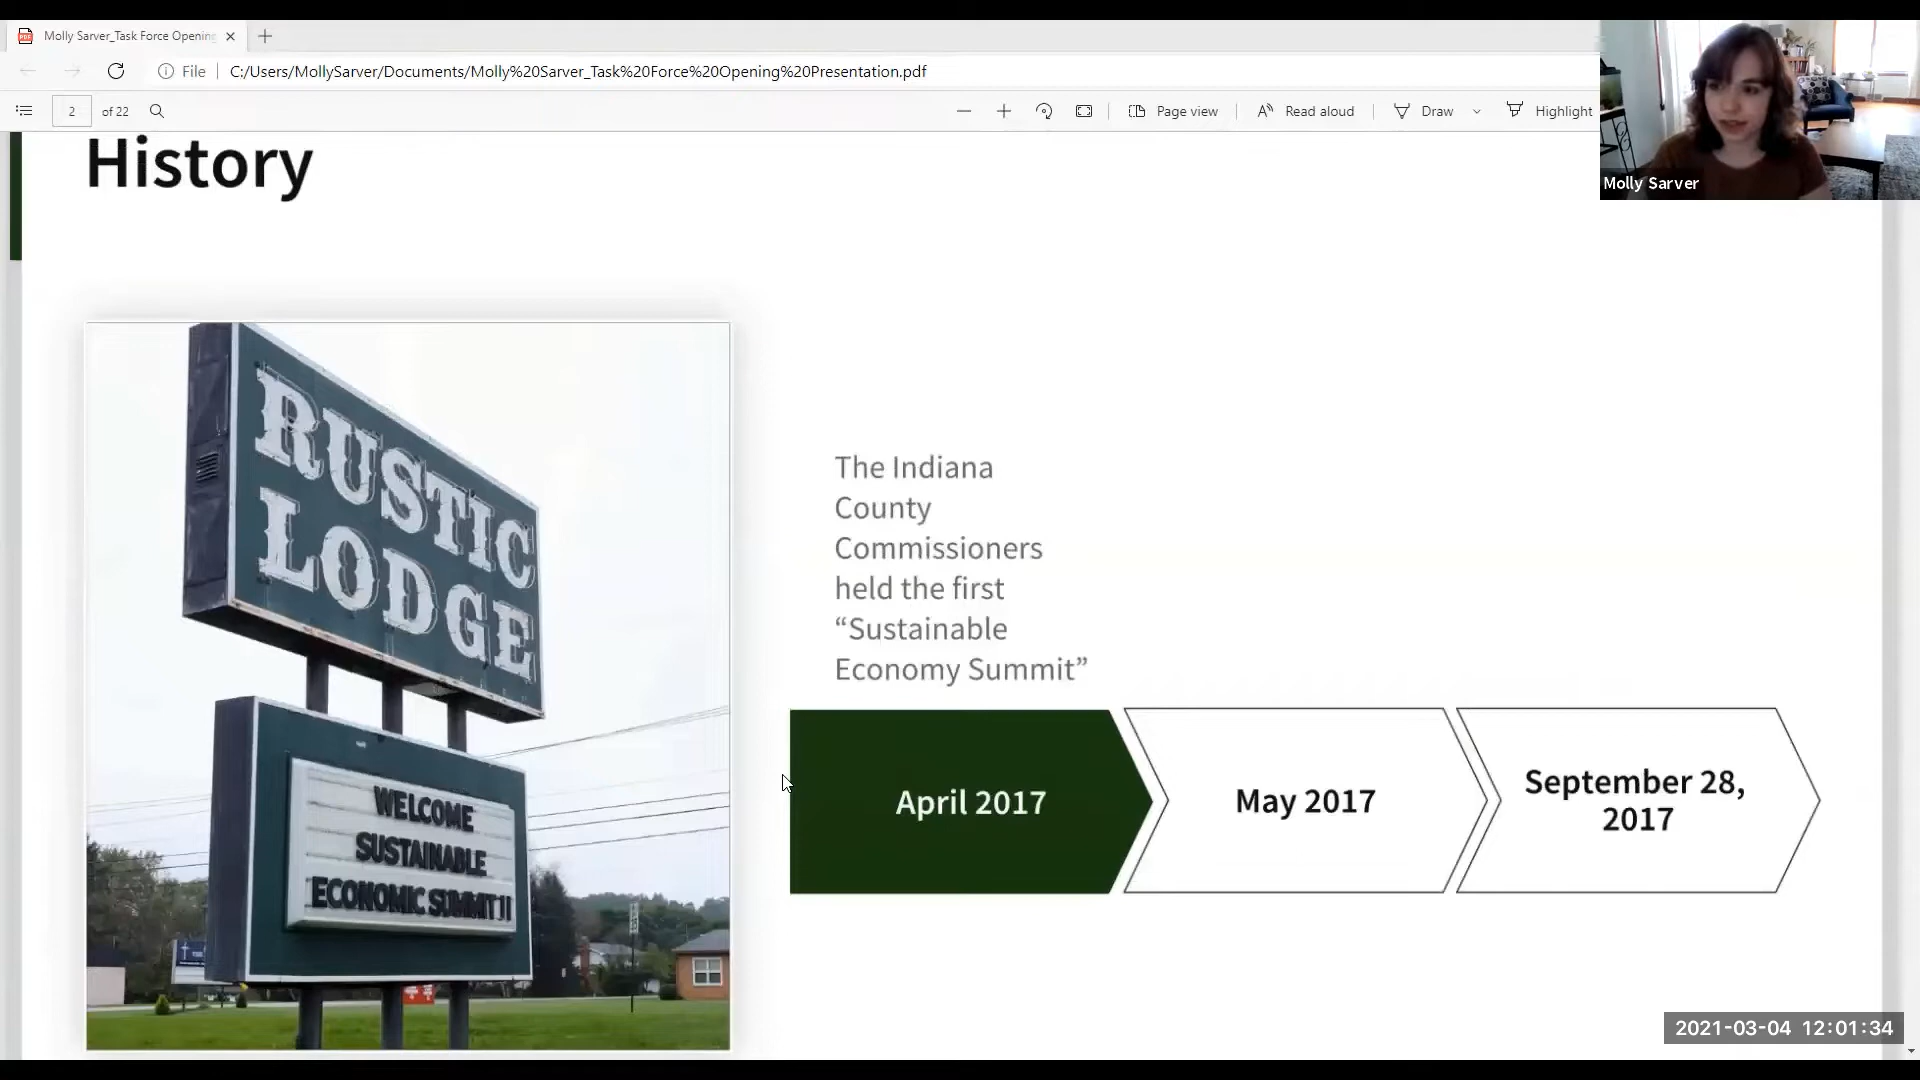 Molly Sarver_Task Force Opening
File
C:/Users/MollySarver/Documents/Molly%20Sarver_Task%20Force%20Opening%20Presentation.pdf
2 of 22
Page view
Read aloud
Draw
Highlight
Molly Sarver
History
RUSTIC
LODGE
WELCOME
SUSTAINABLE
ECONOMIC SUMMIT II
The Indiana
County
Commissioners
held the first
“Sustainable
Economy Summit”
April 2017
May 2017
September 28,
2017
2021-03-04 12:01:34